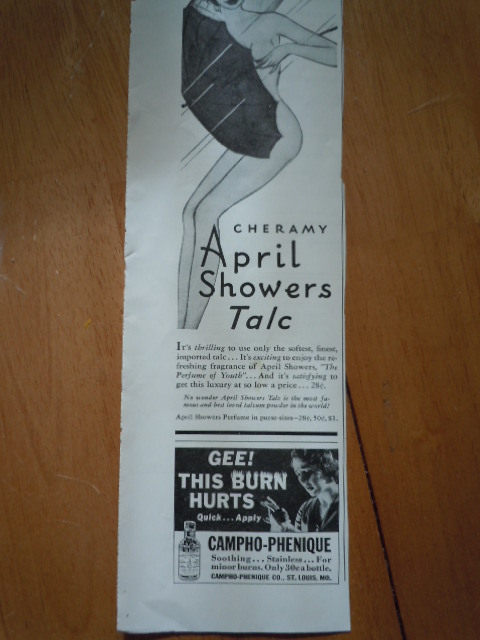 CHERAMY
April
Showers
Talc
It's thrilling to use only the softest, finest,
imported talc... It's exciting to enjoy the re-
freshing fragrance of April Showers, "The
Perfume of Youth"... And it's satisfying to
get this luxury at so low a price... 28¢.
No wonder April Showers Talc is the most fa-
mous and best loved talcum powder in the world!
April Showers Perfume in purse-sizes—28¢, 50¢, $1.
GEE!
THIS BURN
HURTS
Quick... Apply
CAMPHO-PHENIQUE
Soothing... Stainless... For
minor burns. Only 30¢ a bottle.
CAMPHO-PHENIQUE CO., ST. LOUIS, MO.